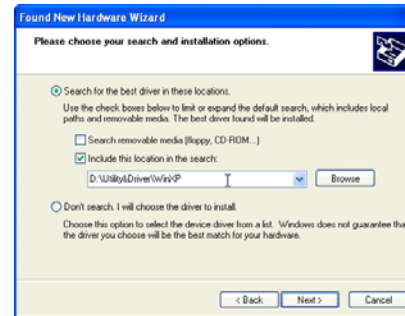 Found New Hardware Wizard
Please choose your search and installation options.
Search for the best driver in these locations.
Use the check boxes below to limit or expand the default search, which includes local
paths and removable media. The best driver found will be installed.
Search removable media (floppy, CD-ROM...)
Include this location in the search:
D:\Utility&Driver\WinXP
Browse
Don't search. I will choose the driver to install.
Choose this option to select the device driver from a list. Windows does not guarantee tha
the driver you choose will be the best match for your hardware.
< Back Next > Cancel